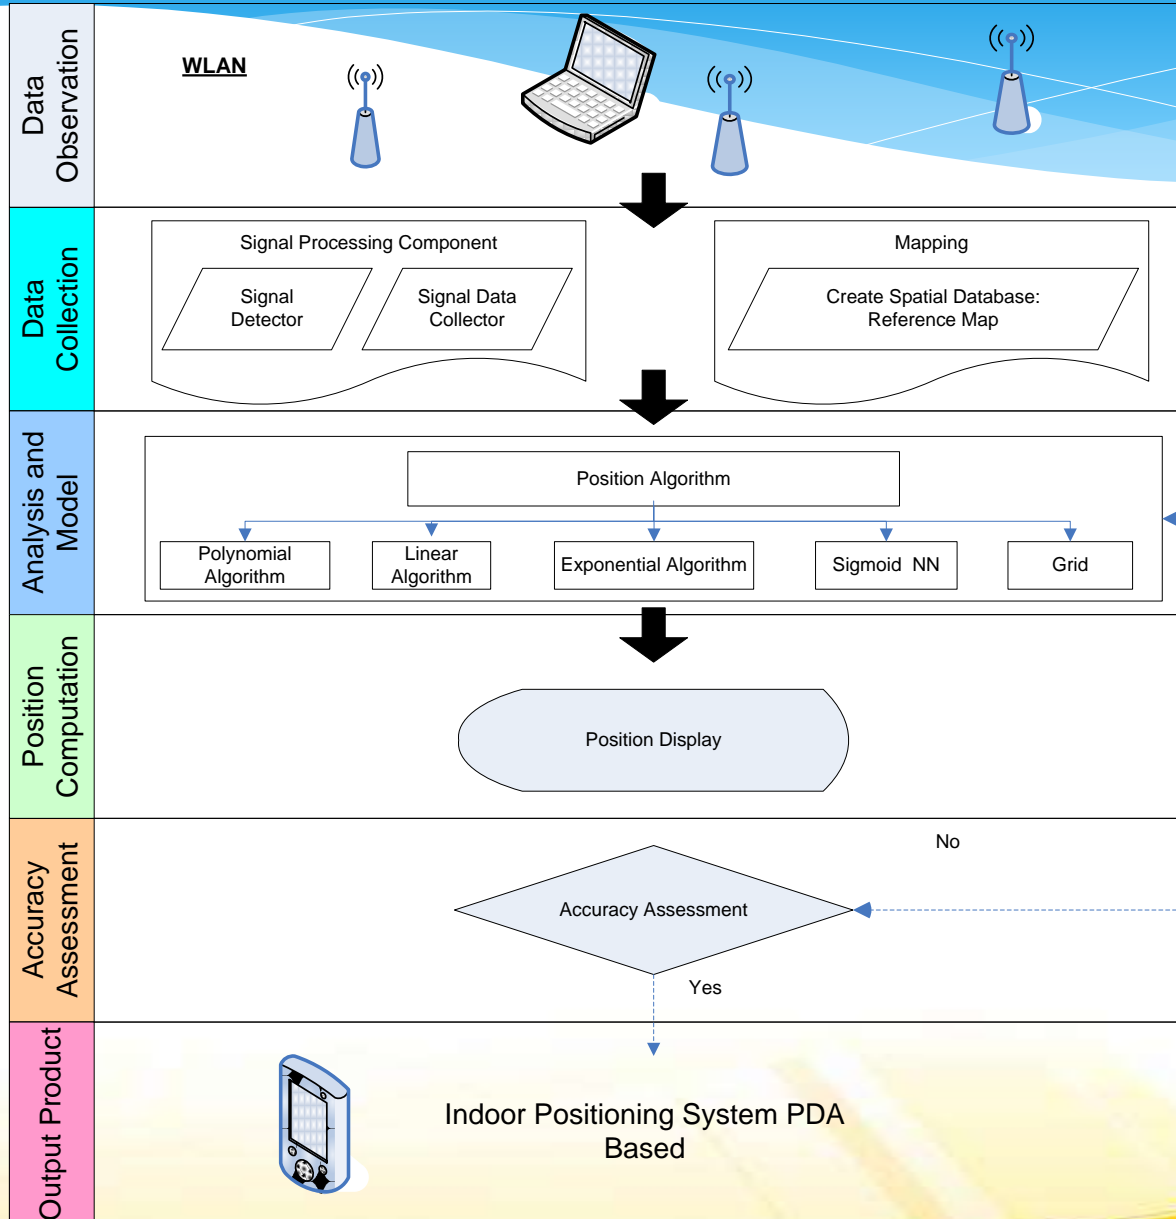 Data
Observation
WLAN
Data
Collection
Signal Processing Component
Signal
Detector
Signal Data
Collector
Mapping
Create Spatial Database:
Reference Map
Analysis and
Model
Position Algorithm
Polynomial
Algorithm
Linear
Algorithm
Exponential Algorithm
Sigmoid NN
Grid
Position
Computation
Position Display
Accuracy
Assessment
No
Accuracy Assessment
Yes
Output Product
Indoor Positioning System PDA
Based